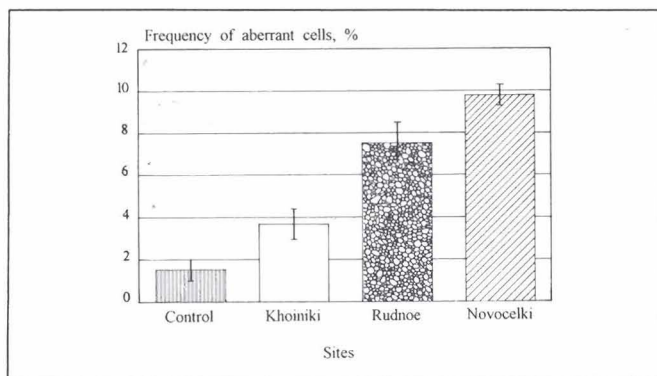 Frequency of aberrant cells, %
12
10
8
6
4
2
0
Control Khoiniki Rudnoe Novocelki
Sites